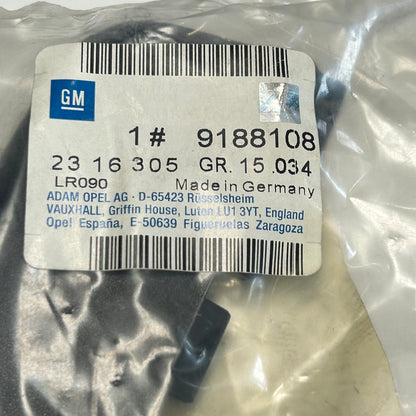 GM
1# 9188108
23 16 305 GR. 15.034
LR090 Made in Germany
ADAM OPEL AG · D-65423 Rüsselsheim
VAUXHALL, Griffin House, Luton LU1 3YT, England
Opel España, E-50639 Figueruelas Zaragoza